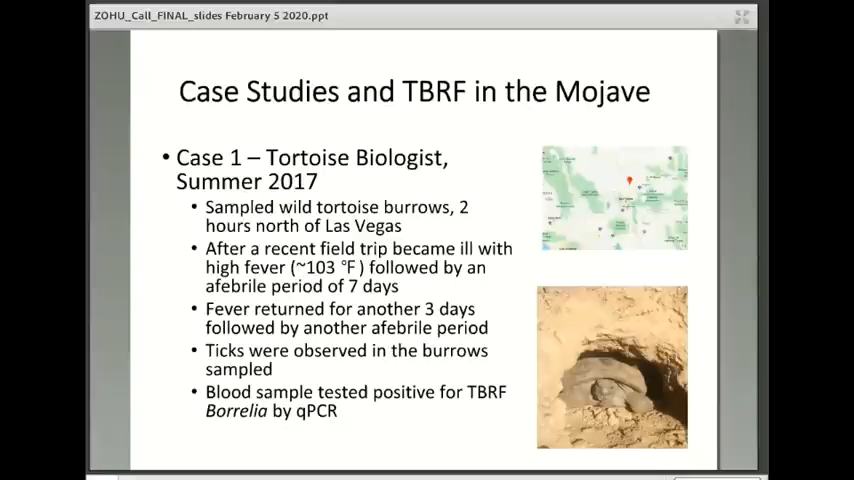 ZOHU_Call_FINAL_slides February 5 2020.ppt
Case Studies and TBRF in the Mojave
• Case 1 – Tortoise Biologist,
Summer 2017
• Sampled wild tortoise burrows, 2
hours north of Las Vegas
• After a recent field trip became ill with
high fever (~103 °F ) followed by an
afebrile period of 7 days
• Fever returned for another 3 days
followed by another afebrile period
• Ticks were observed in the burrows
sampled
• Blood sample tested positive for TBRF
Borrelia by qPCR